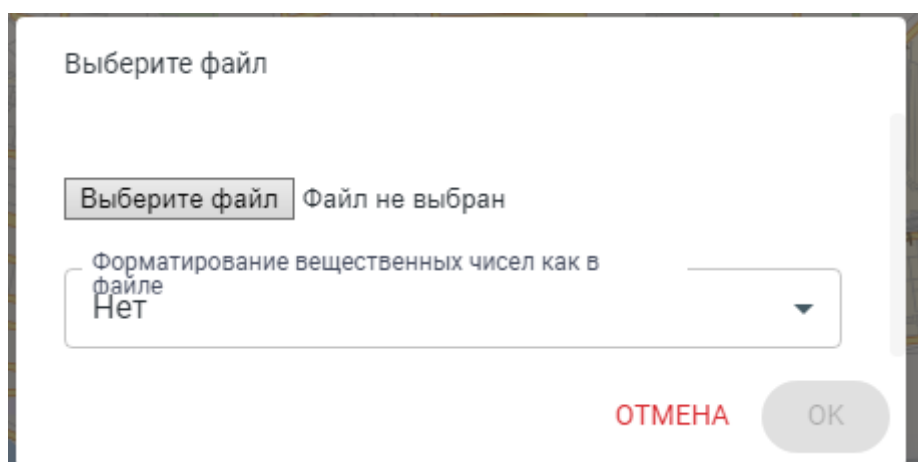 Выберите файл
Выберите файл Файл не выбран
Форматирование вещественных чисел как в
файле
Нет
ОТМЕНА OK